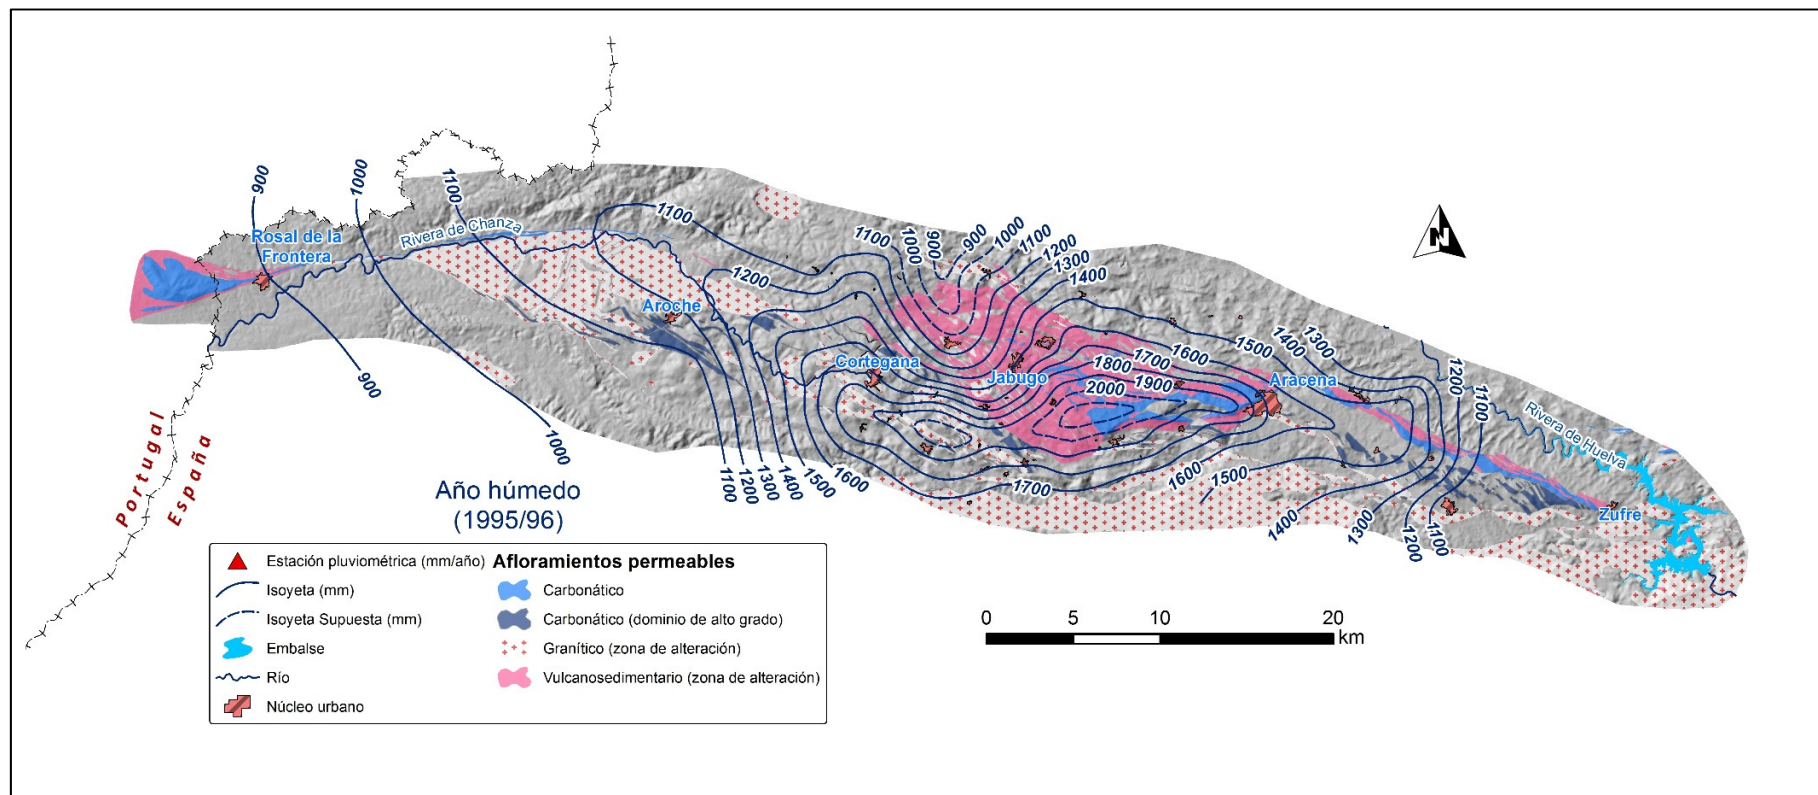 900
1000
1100
1100
1200
1100
1000
900
900
1000
1100
1200
1300
1400
Rosal de la
Frontera
Rivera de Chanza
Aroche
Cortegana
Jabugo
Aracena
Zufre
Rivera de Huelva
N
1800
1700
1600
1500
1400
1300
1200
1100
2000
1900
900
1000
1100
1200
1300
1400
1500
1600
1700
1600
1500
1400
1300
1200
1100
Portugal
España
Año húmedo
(1995/96)
Estación pluviométrica (mm/año)
Isoyeta (mm)
Isoyeta Supuesta (mm)
Embalse
Río
Núcleo urbano
Afloramientos permeables
Carbonático
Carbonático (dominio de alto grado)
Granítico (zona de alteración)
Vulcanosedimentario (zona de alteración)
0 5 10 20
km